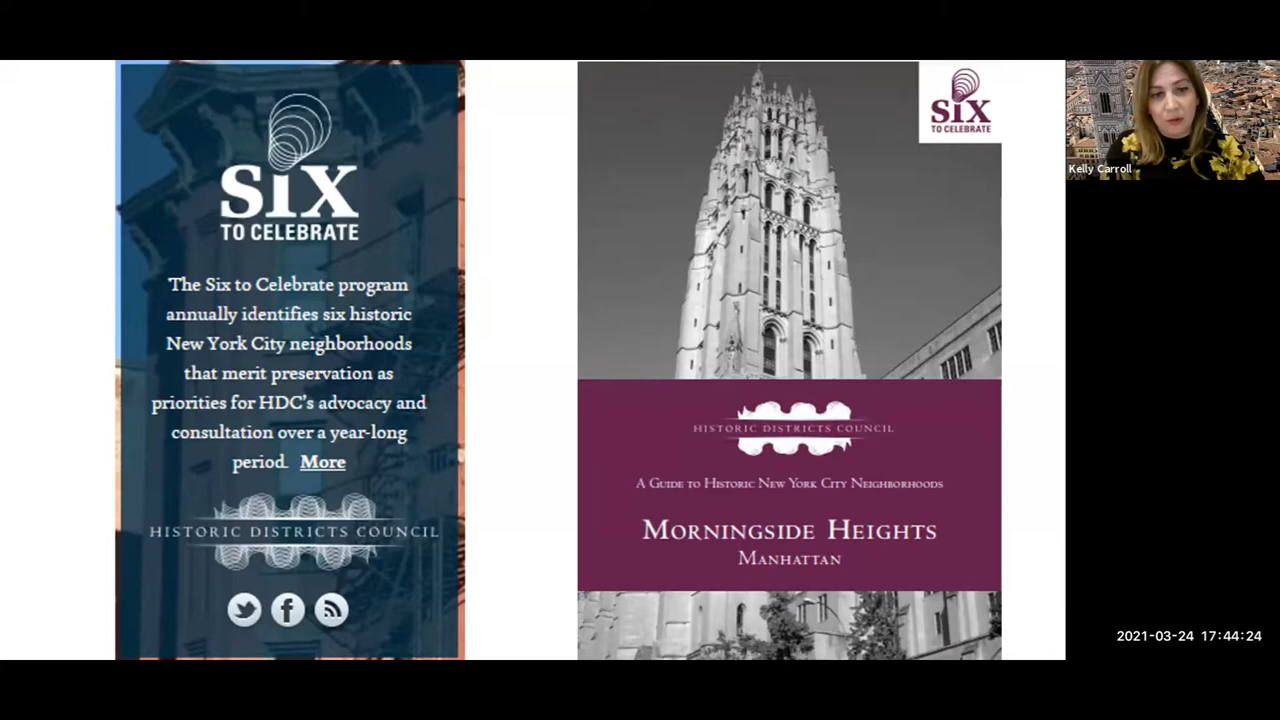 SIX
TO CELEBRATE
The Six to Celebrate program
annually identifies six historic
New York City neighborhoods
that merit preservation as
priorities for HDC's advocacy and
consultation over a year-long
period. More
HISTORIC DISTRICTS COUNCIL
SIX
TO CELEBRATE
HISTORIC DISTRICTS COUNCIL
A Guide to Historic New York City Neighborhoods
Morningside Heights
Manhattan
Kelly Carroll
2021-03-24 17:44:24